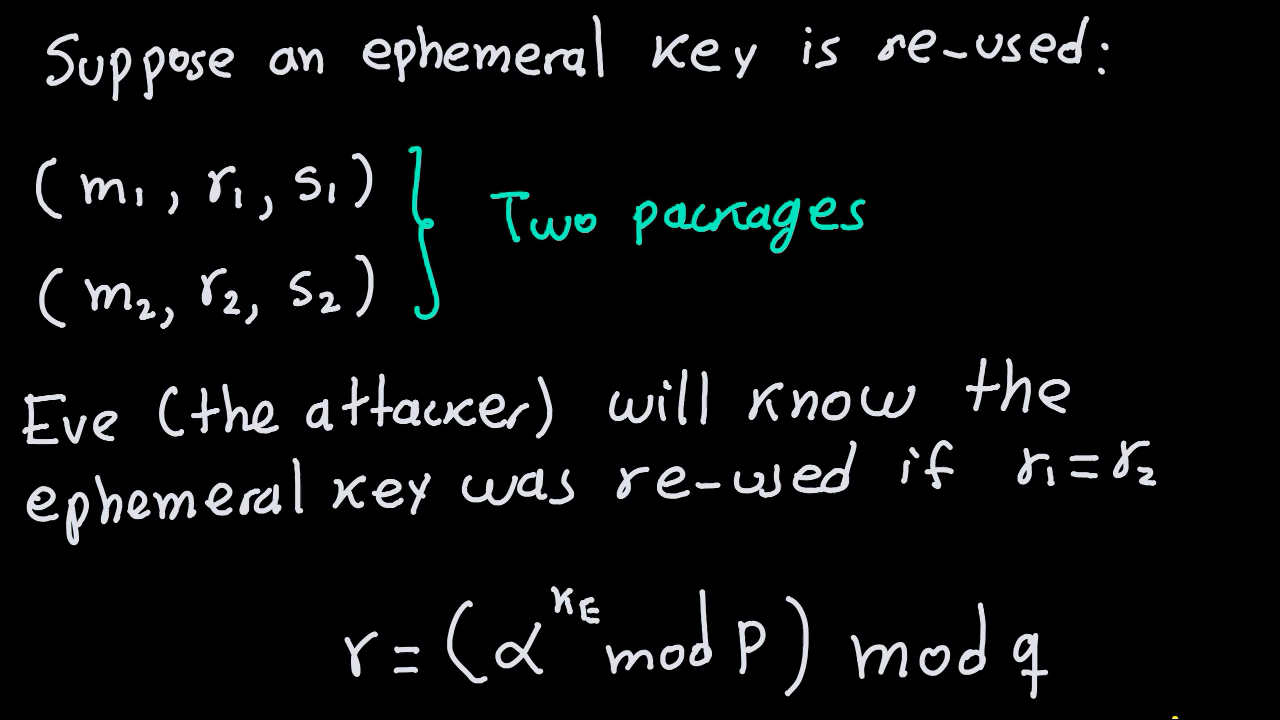 Suppose an ephemeral key is re-used:
(m₁, r₁, s₁)
(m₂, r₂, s₂)
Two packages
Eve (the attacker) will know the
ephemeral key was re-used if r₁=r₂
r = (α^(k_E) mod p) mod q